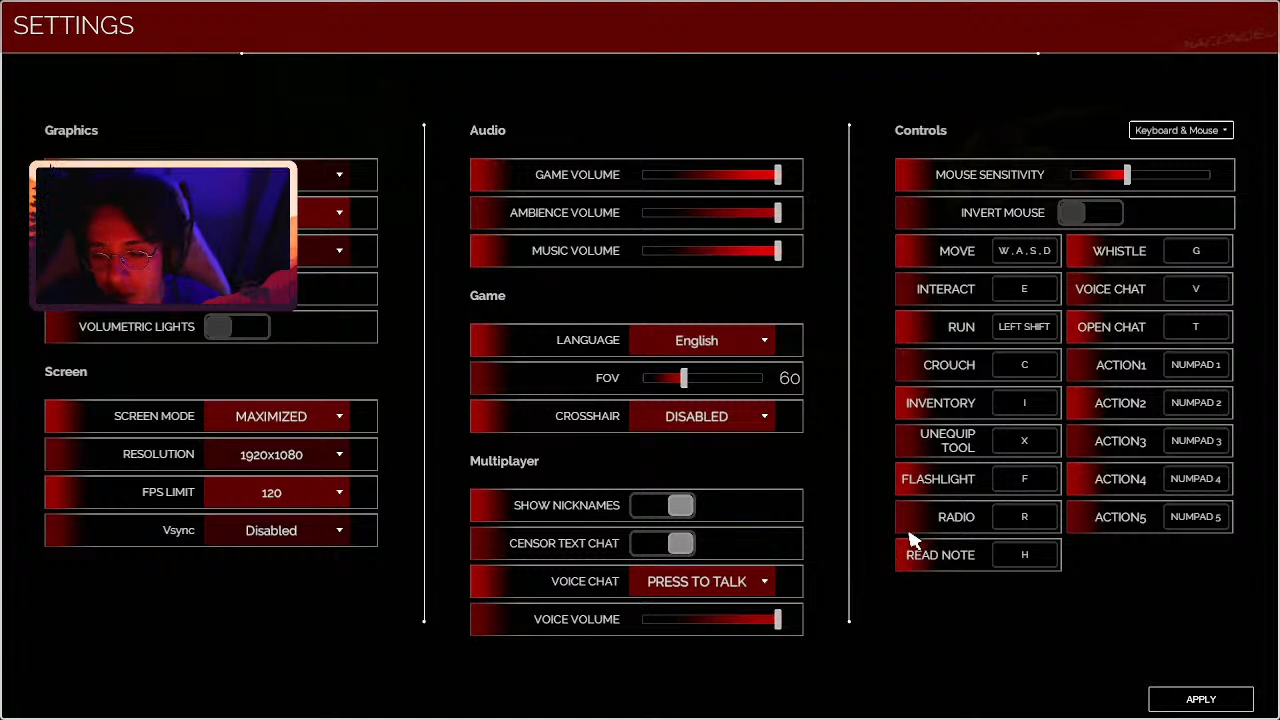 SETTINGS
Graphics
VOLUMETRIC LIGHTS
Screen
SCREEN MODE MAXIMIZED
RESOLUTION 1920x1080
FPS LIMIT 120
Vsync Disabled
Audio
GAME VOLUME
AMBIENCE VOLUME
MUSIC VOLUME
Game
LANGUAGE English
FOV 60
CROSSHAIR DISABLED
Multiplayer
SHOW NICKNAMES
CENSOR TEXT CHAT
VOICE CHAT PRESS TO TALK
VOICE VOLUME
Controls Keyboard & Mouse
MOUSE SENSITIVITY
INVERT MOUSE
MOVE W , A , S , D WHISTLE G
INTERACT E VOICE CHAT V
RUN LEFT SHIFT OPEN CHAT T
CROUCH C ACTION1 NUMPAD 1
INVENTORY I ACTION2 NUMPAD 2
UNEQUIP
TOOL X ACTION3 NUMPAD 3
FLASHLIGHT F ACTION4 NUMPAD 4
RADIO R ACTION5 NUMPAD 5
READ NOTE H
APPLY